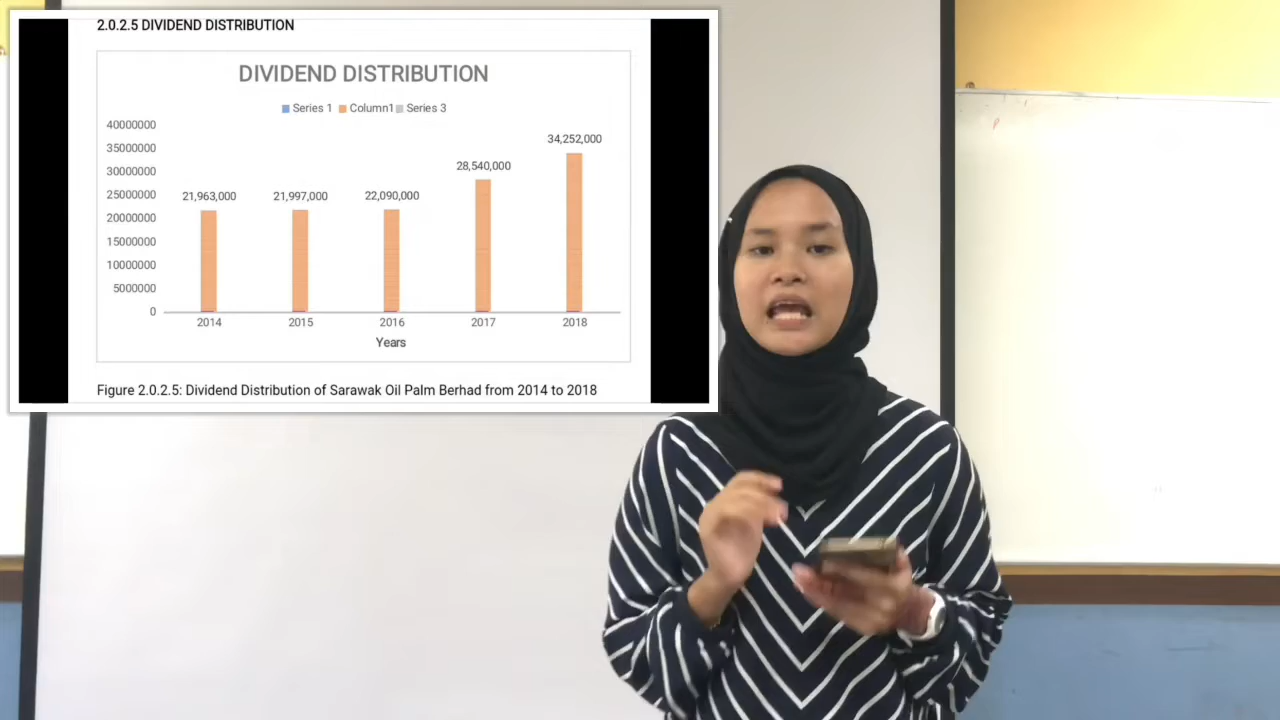 2.0.2.5 DIVIDEND DISTRIBUTION
DIVIDEND DISTRIBUTION
Series 1 Column1 Series 3
40000000
35000000
30000000
25000000
20000000
15000000
10000000
5000000
0
21,963,000
21,997,000
22,090,000
28,540,000
34,252,000
2014 2015 2016 2017 2018
Years
Figure 2.0.2.5: Dividend Distribution of Sarawak Oil Palm Berhad from 2014 to 2018